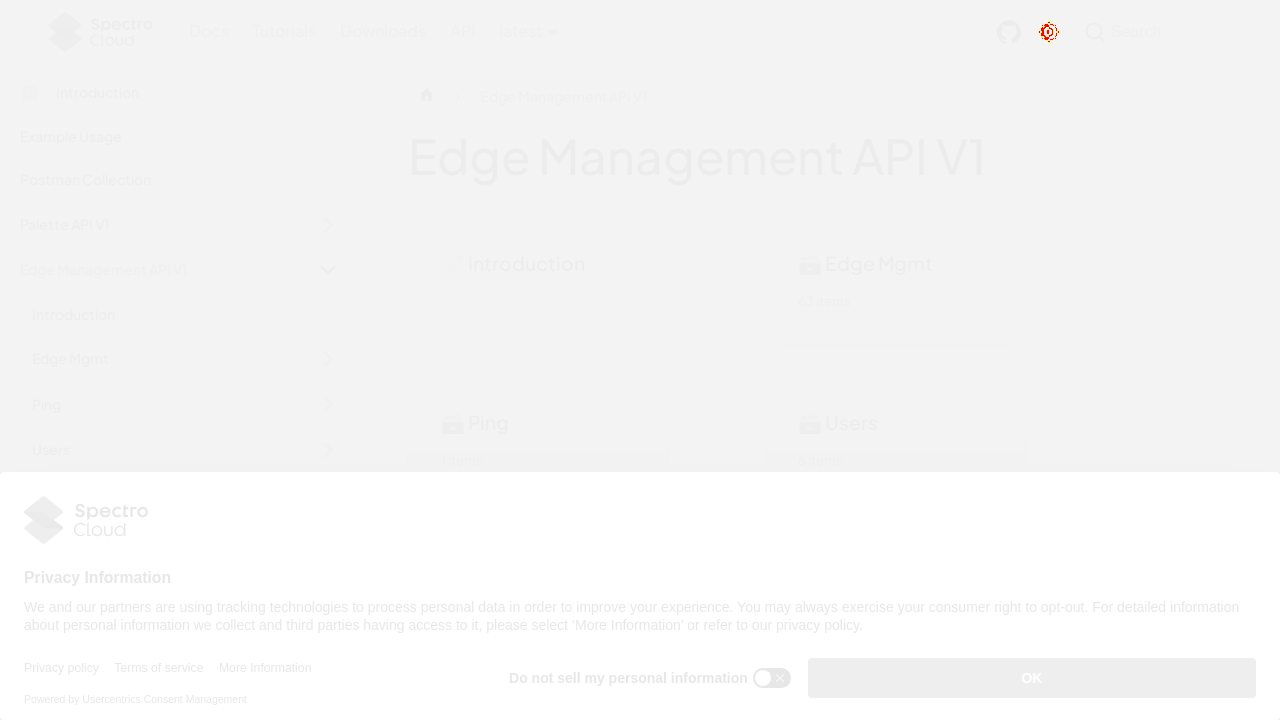 Spectro Cloud
Docs Tutorials Downloads API latest
Search
Introduction
Example Usage
Postman Collection
Palette API V1
Edge Management API V1
Introduction
Edge Mgmt
Ping
Users
Edge Management API V1
Edge Management API V1
Introduction
Edge Mgmt
Ping
Users
Spectro
Cloud
Privacy Information
We and our partners are using tracking technologies to process personal data in order to improve your experience. You may always exercise your consumer right to opt-out. For detailed information
about personal information we collect and third parties having access to it, please select 'More Information' or refer to our privacy policy.
Privacy policy Terms of service More Information
Do not sell my personal information
OK
Powered by Usercentrics Consent Management